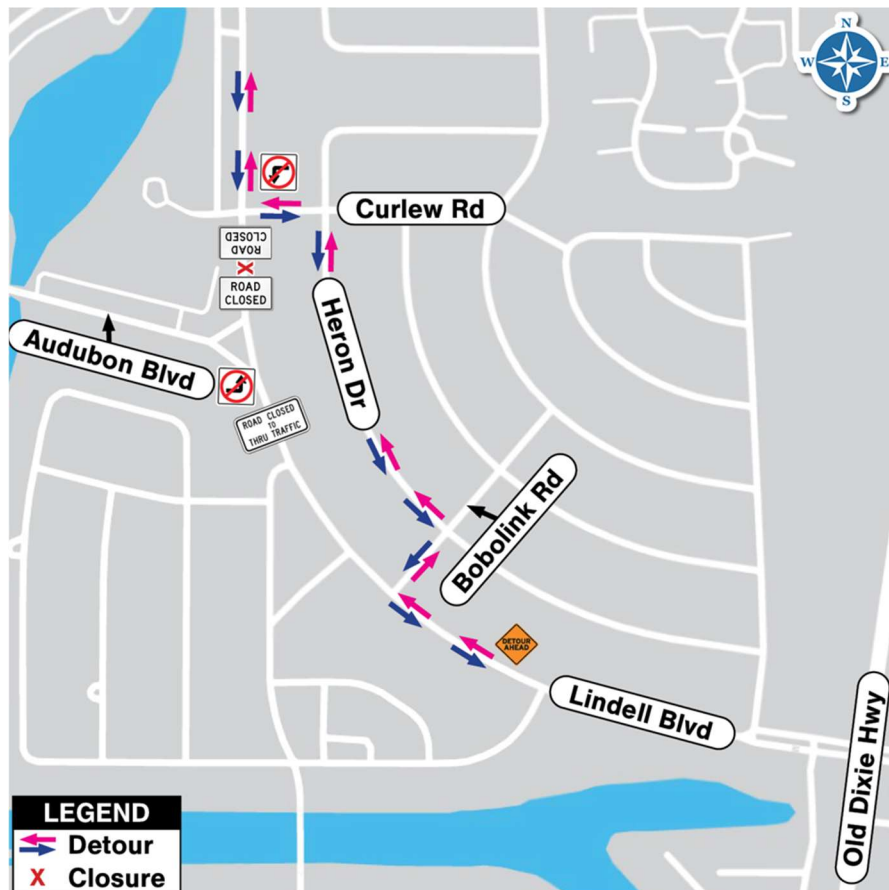 N
W
E
S
Curlew Rd
ROAD
CLOSED
ROAD
CLOSED
Heron Dr
Audubon Blvd
ROAD CLOSED
TO
THRU TRAFFIC
Bobolink Rd
DETOUR
AHEAD
Lindell Blvd
Old Dixie Hwy
LEGEND
Detour
X Closure